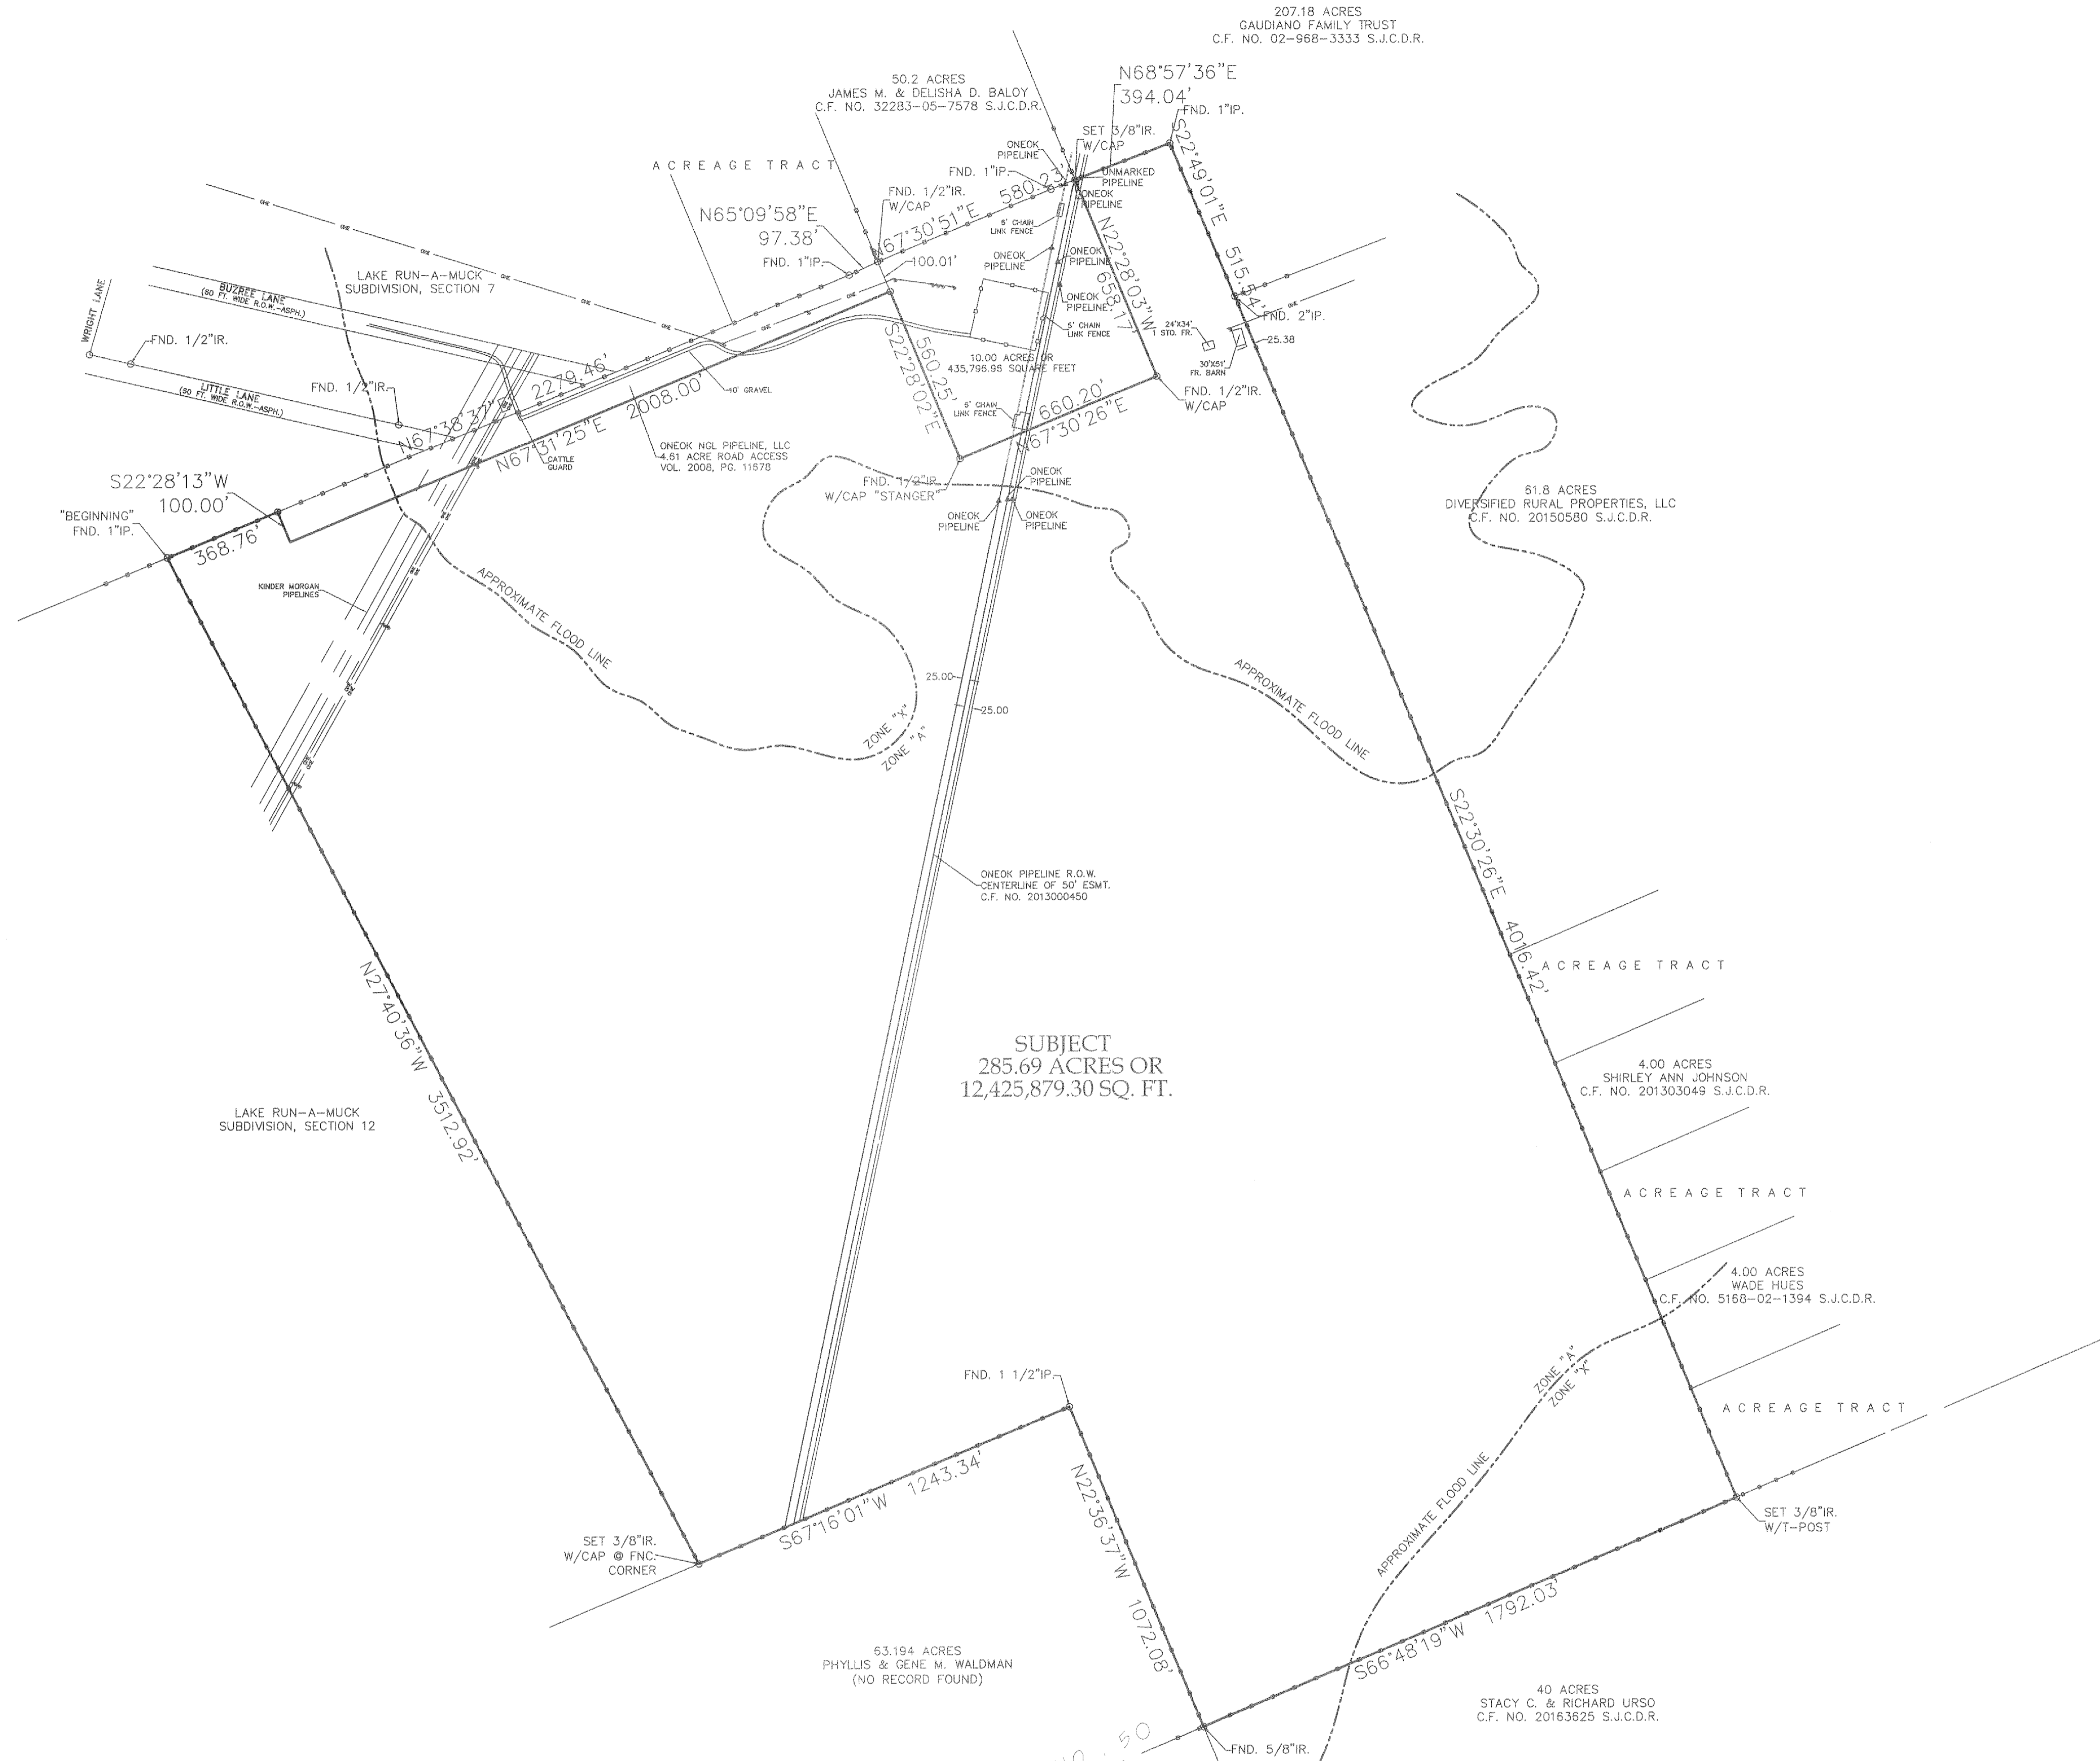 207.18 ACRES
GAUDIANO FAMILY TRUST
C.F. NO. 02-968-3333 S.J.C.D.R.
50.2 ACRES
JAMES M. & DELISHA D. BALOY
C.F. NO. 32283-05-7578 S.J.C.D.R.
N68°57'36"E
394.04'
FND. 1"IP.
SET 3/8"IR.
W/CAP
ONEOK
PIPELINE
FND. 1"IP.
UNMARKED
PIPELINE
ONEOK
PIPELINE
A C R E A G E   T R A C T
FND. 1/2"IR.
W/CAP
N65°09'58"E
97.38'
FND. 1"IP.
N67°30'51"E   580.23'
100.01'
S22°49'01"E   515.54'
6' CHAIN
LINK FENCE
ONEOK
PIPELINE
ONEOK
PIPELINE
ONEOK
PIPELINE
N22°28'03"W
658.17'
LAKE RUN-A-MUCK
SUBDIVISION, SECTION 7
WRIGHT LANE
BUZREE LANE
(60 FT. WIDE R.O.W.-ASPH.)
FND. 1/2"IR.
LITTLE LANE
(60 FT. WIDE R.O.W.-ASPH.)
FND. 1/2"IR.
FND. 2"IP.
25.38
24'X34'
1 STO. FR.
30'X51'
FR. BARN
6' CHAIN
LINK FENCE
10.00 ACRES OR
435,796.95 SQUARE FEET
S22°28'02"E
560.25'
N67°38'37"E   2279.46'
40' GRAVEL
N67°31'25"E   2008.00'
CATTLE
GUARD
ONEOK NGL PIPELINE, LLC
4.61 ACRE ROAD ACCESS
VOL. 2008, PG. 11578
6' CHAIN
LINK FENCE
660.20'
N67°30'26"E
FND. 1/2"IR.
W/CAP
S22°28'13"W
100.00'
"BEGINNING"
FND. 1"IP.
368.76'
FND. 1/2"IR.
W/CAP "STANGER"
ONEOK
PIPELINE
ONEOK
PIPELINE
ONEOK
PIPELINE
61.8 ACRES
DIVERSIFIED RURAL PROPERTIES, LLC
C.F. NO. 20150580 S.J.C.D.R.
KINDER MORGAN
PIPELINES
APPROXIMATE FLOOD LINE
25.00
25.00
ZONE "X"
ZONE "A"
APPROXIMATE FLOOD LINE
S22°30'26"E   4016.42'
ONEOK PIPELINE R.O.W.
CENTERLINE OF 50' ESMT.
C.F. NO. 2013000450
N27°40'36"W   3512.92'
A C R E A G E   T R A C T
SUBJECT
285.69 ACRES OR
12,425,879.30 SQ. FT.
4.00 ACRES
SHIRLEY ANN JOHNSON
C.F. NO. 201303049 S.J.C.D.R.
LAKE RUN-A-MUCK
SUBDIVISION, SECTION 12
A C R E A G E   T R A C T
4.00 ACRES
WADE HUES
C.F. NO. 5168-02-1394 S.J.C.D.R.
FND. 1 1/2"IP.
ZONE "A"
ZONE "X"
A C R E A G E   T R A C T
APPROXIMATE FLOOD LINE
S67°16'01"W   1243.34'
N22°36'37"W   1072.08'
SET 3/8"IR.
W/CAP @ FNC.
CORNER
SET 3/8"IR.
W/T-POST
S66°48'19"W   1792.03'
53.194 ACRES
PHYLLIS & GENE M. WALDMAN
(NO RECORD FOUND)
40 ACRES
STACY C. & RICHARD URSO
C.F. NO. 20163625 S.J.C.D.R.
50
FND. 5/8"IR.